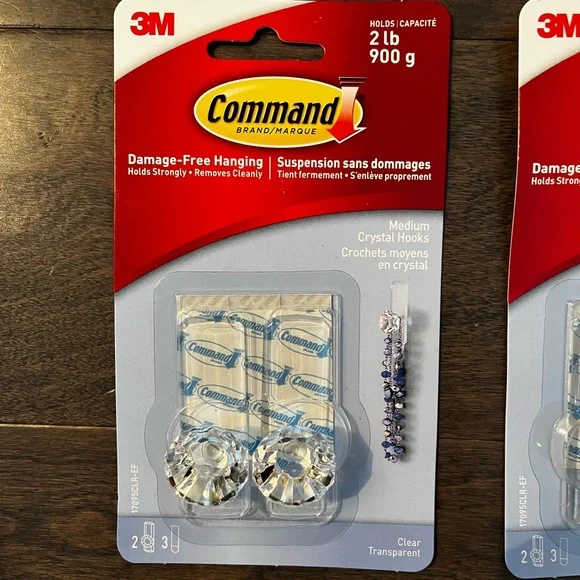 3M
HOLDS | CAPACITÉ
2 lb
900 g
Command
BRAND/MARQUE
Damage-Free Hanging
Holds Strongly • Removes Cleanly
Suspension sans dommages
Tient fermement • S'enlève proprement
Medium
Crystal Hooks
Crochets moyens
en crystal
Command
Command
Command
Command
Command
17095CLR-EF
2 3
Clear
Transparent
3M
Damage
Holds Stron
17095CLR-EF
2 3